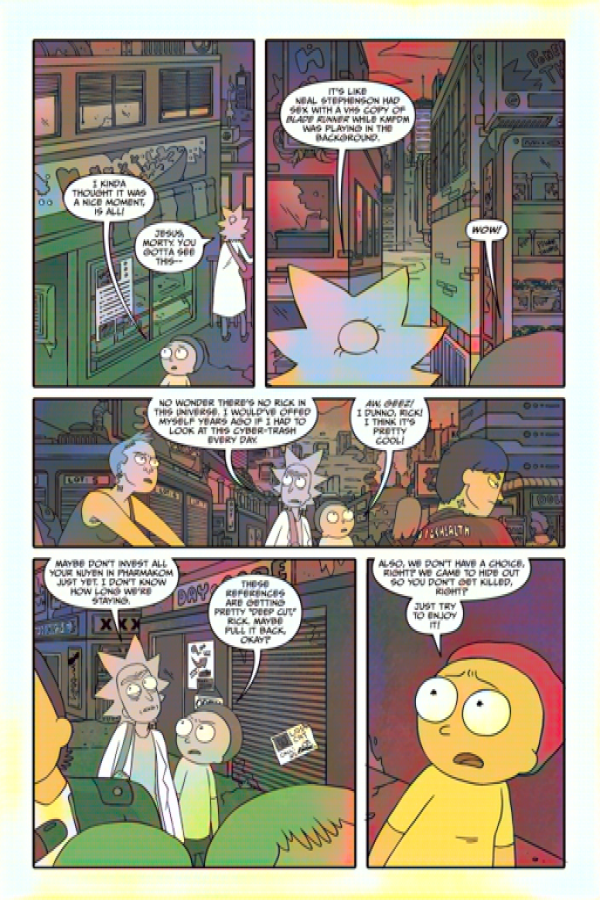 I KINDA
THOUGHT IT WAS
A NICE MOMENT,
IS ALL!
JESUS,
MORTY. YOU
GOTTA SEE
THIS--
IT'S LIKE
NEAL STEPHENSON HAD
SEX WITH A VHS COPY OF
BLADE RUNNER WHILE KMFDM
WAS PLAYING IN THE
BACKGROUND.
WOW!
NO WONDER THERE'S NO RICK IN
THIS UNIVERSE. I WOULD'VE OFFED
MYSELF YEARS AGO IF I HAD TO
LOOK AT THIS CYBER-TRASH
EVERY DAY.
AW, GEEZ!
I DUNNO, RICK!
I THINK IT'S
PRETTY
COOL!
MAYBE DON'T INVEST ALL
YOUR NUYEN IN PHARMAKOM
JUST YET. I DON'T KNOW
HOW LONG WE'RE
STAYING.
THESE
REFERENCES
ARE GETTING
PRETTY "DEEP CUT,"
RICK. MAYBE
PULL IT BACK,
OKAY?
XXX
LOST
CAT
ALSO, WE DON'T HAVE A CHOICE,
RIGHT? WE CAME TO HIDE OUT
SO YOU DON'T GET KILLED,
RIGHT?
JUST TRY
TO ENJOY
IT!